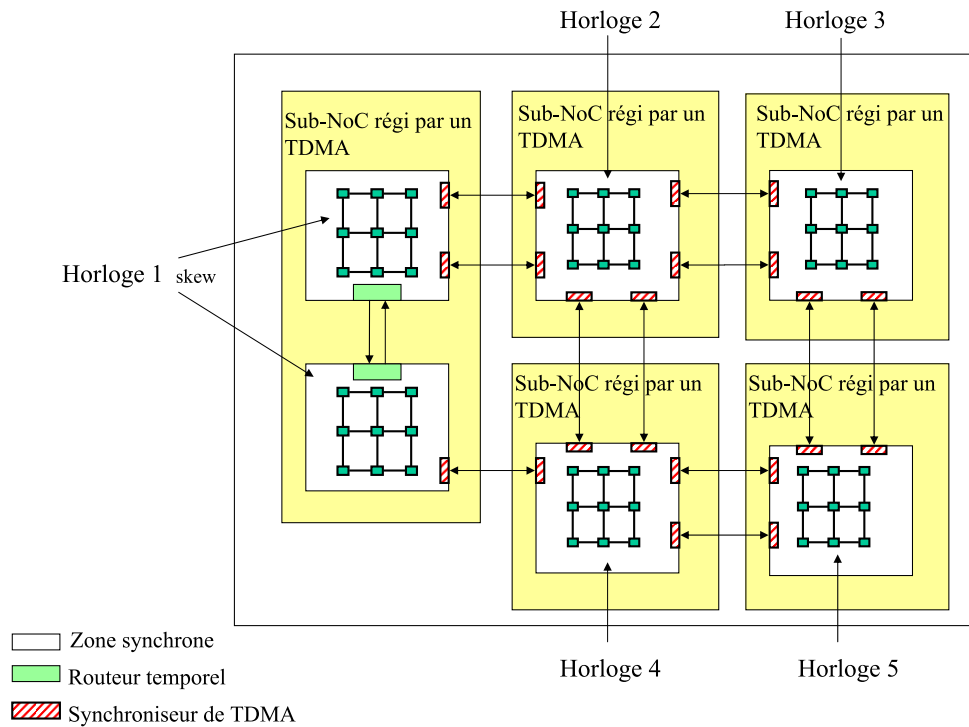 Horloge 2
Horloge 3
Sub-NoC régi par un
TDMA
Sub-NoC régi par un
TDMA
Sub-NoC régi par un
TDMA
Horloge 1 skew
Sub-NoC régi par un
TDMA
Sub-NoC régi par un
TDMA
Zone synchrone
Routeur temporel
Synchroniseur de TDMA
Horloge 4
Horloge 5